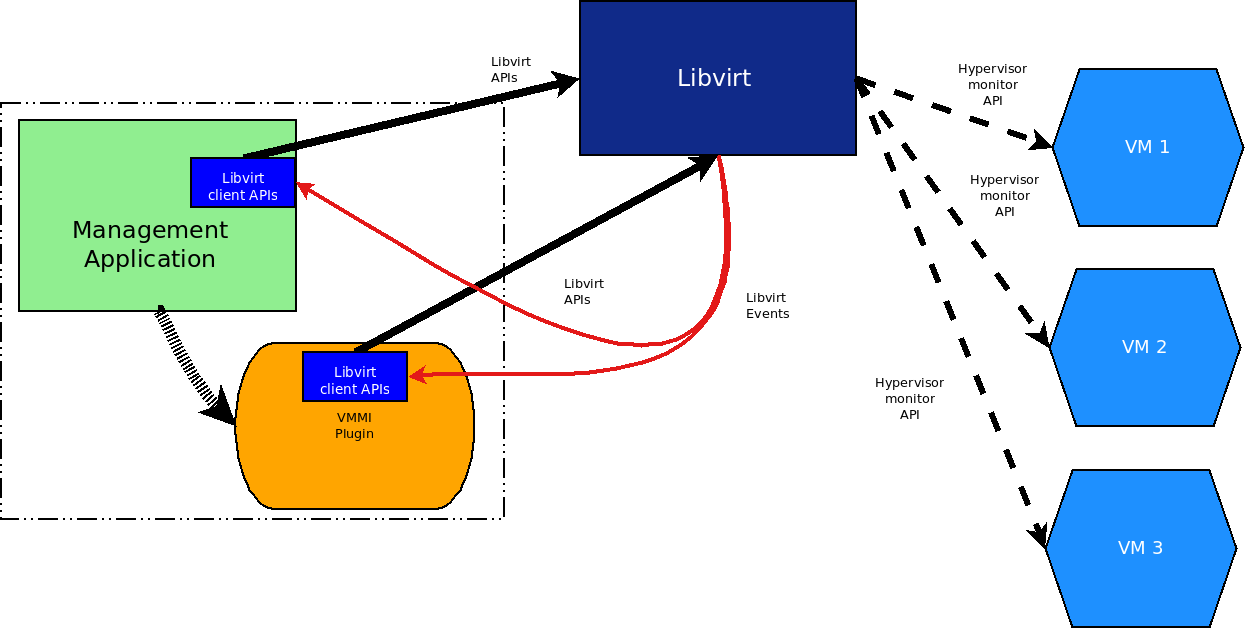 Libvirt
APIs
Libvirt
Hypervisor
monitor
API
VM 1
Libvirt
client APIs
Management
Application
Hypervisor
monitor
API
Libvirt
APIs
Libvirt
Events
VM 2
Libvirt
client APIs
VMMI
Plugin
Hypervisor
monitor
API
VM 3